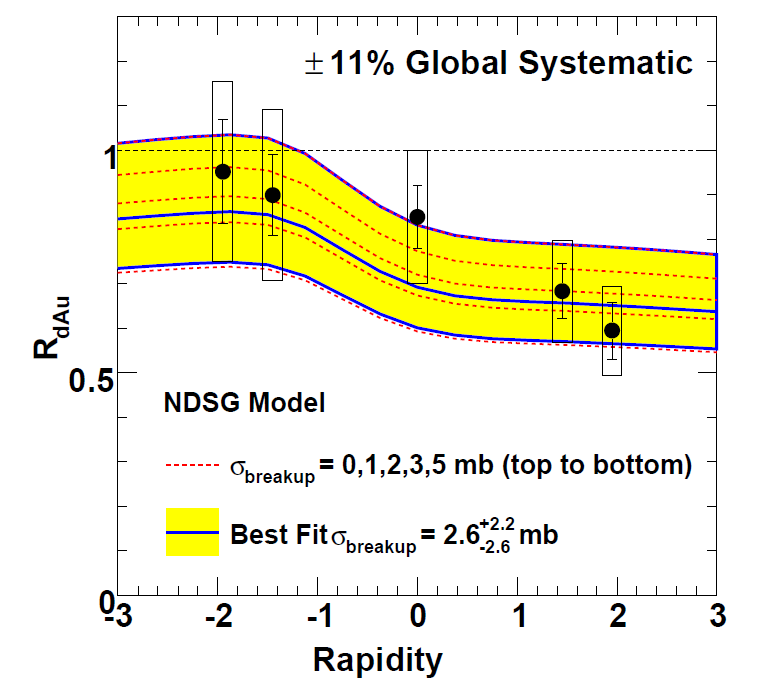 ± 11% Global Systematic
1
R_dAu
0.5
NDSG Model
σ_breakup = 0,1,2,3,5 mb (top to bottom)
Best Fit σ_breakup = 2.6 +2.2 -2.6 mb
0
-3 -2 -1 0 1 2 3
Rapidity